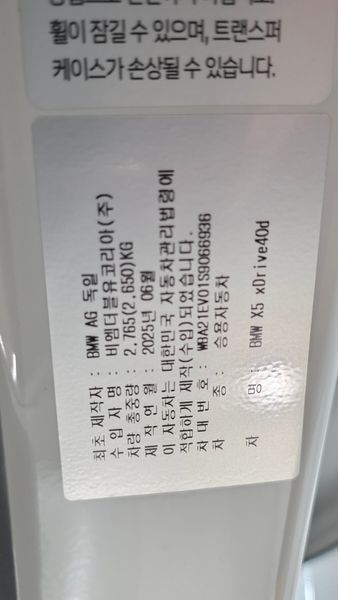 휠이 잠길 수 있으며, 트랜스퍼
케이스가 손상될 수 있습니다.
최초 제작자 : BMW AG 독일
수 입 자 명 : 비엠더블유코리아(주)
차량 총중량 : 2,765(2,650)KG
제 작 연 월 : 2025년 06월
이 자동차는 대한민국 자동차관리법령에
적합하게 제작(수입)되었습니다.
차 대 번 호 : WBA21EV01S9066936
차 종 : 승용자동차
차 명 : BMW X5 xDrive40d